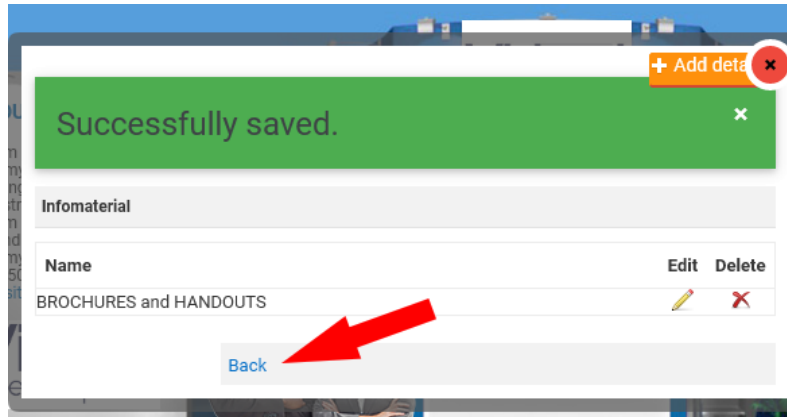 + Add deta
Successfully saved.
Infomaterial
Name Edit Delete
BROCHURES and HANDOUTS
Back